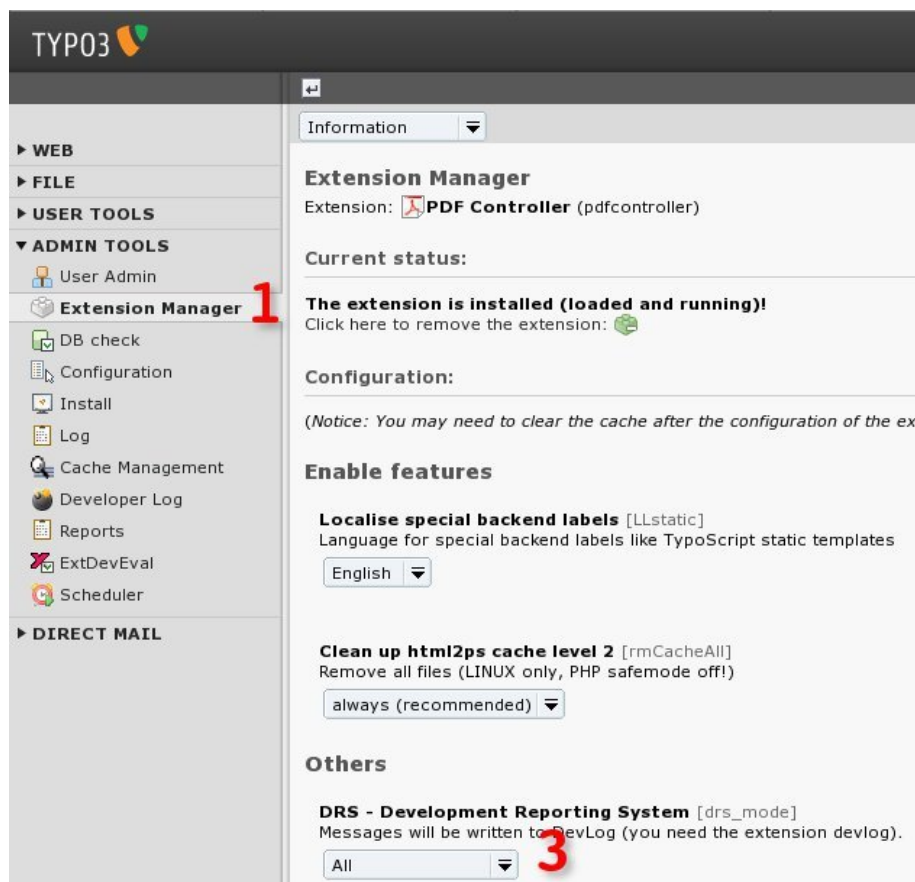 TYPO3
Information
WEB
FILE
USER TOOLS
ADMIN TOOLS
User Admin
Extension Manager 1
DB check
Configuration
Install
Log
Cache Management
Developer Log
Reports
ExtDevEval
Scheduler
DIRECT MAIL
Extension Manager
Extension: PDF Controller (pdfcontroller)
Current status:
The extension is installed (loaded and running)!
Click here to remove the extension:
Configuration:
(Notice: You may need to clear the cache after the configuration of the ex
Enable features
Localise special backend labels [LLstatic]
Language for special backend labels like TypoScript static templates
English
Clean up html2ps cache level 2 [rmCacheAll]
Remove all files (LINUX only, PHP safemode off!)
always (recommended)
Others
DRS - Development Reporting System [drs_mode]
Messages will be written to DevLog (you need the extension devlog).
All 3